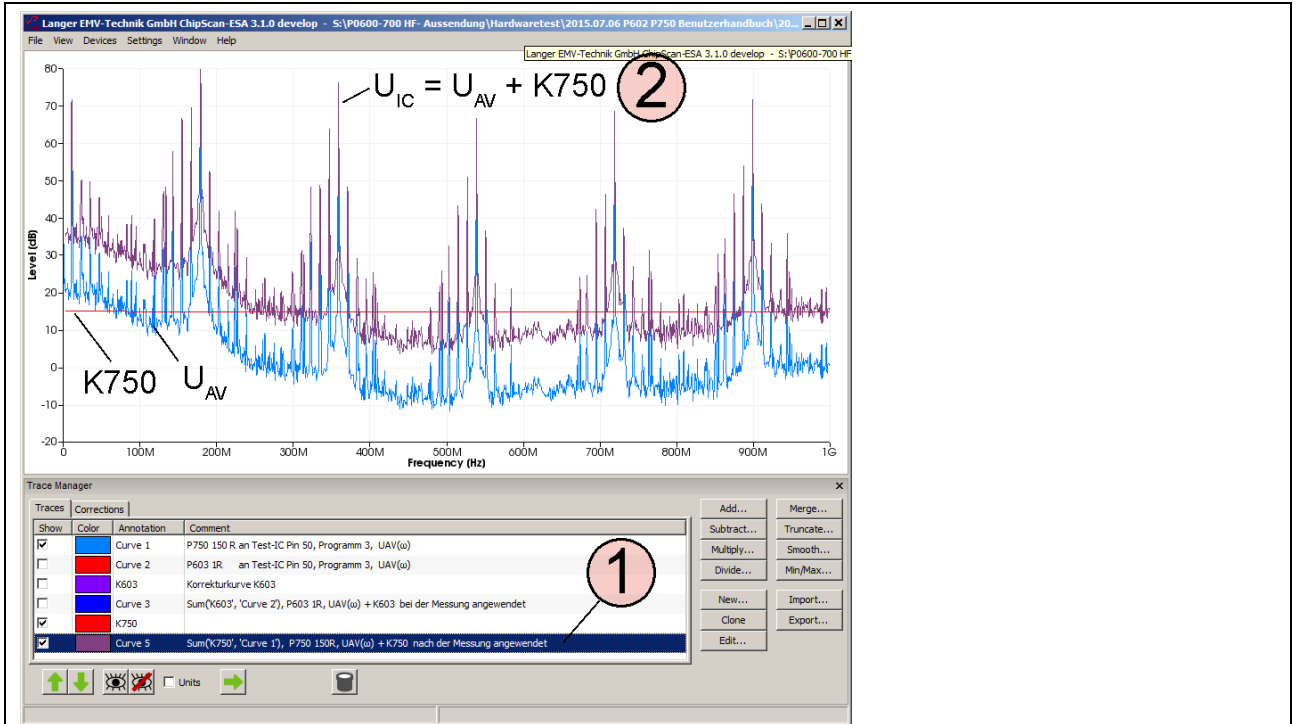 Langer EMV-Technik GmbH ChipScan-ESA 3.1.0 develop - S:\P0600-700 HF- Aussendung\Hardwaretest\2015.07.06 P602 P750 Benutzerhandbuch\20...
File View Devices Settings Window Help
Langer EMV-Technik GmbH ChipScan-ESA 3.1.0 develop - S:\P0600-700 HF
U_IC = U_AV + K750 2
80
70
60
50
40
30
20
10
0
-10
-20
Level (dB)
K750 U_AV
0 100M 200M 300M 400M 500M 600M 700M 800M 900M 1G
Frequency (Hz)
Trace Manager
Traces Corrections
Show Color Annotation Comment
Curve 1 P750 150 R an Test-IC Pin 50, Programm 3, UAV(ω)
Curve 2 P603 1R an Test-IC Pin 50, Programm 3, UAV(ω)
K603 Korrekturkurve K603
Curve 3 Sum('K603', 'Curve 2'), P603 1R, UAV(ω) + K603 bei der Messung angewendet
K750
Curve 5 Sum('K750', 'Curve 1'), P750 150R, UAV(ω) + K750 nach der Messung angewendet
1
Add... Merge...
Subtract... Truncate...
Multiply... Smooth...
Divide... Min/Max...
New... Import...
Clone Export...
Edit...
Units